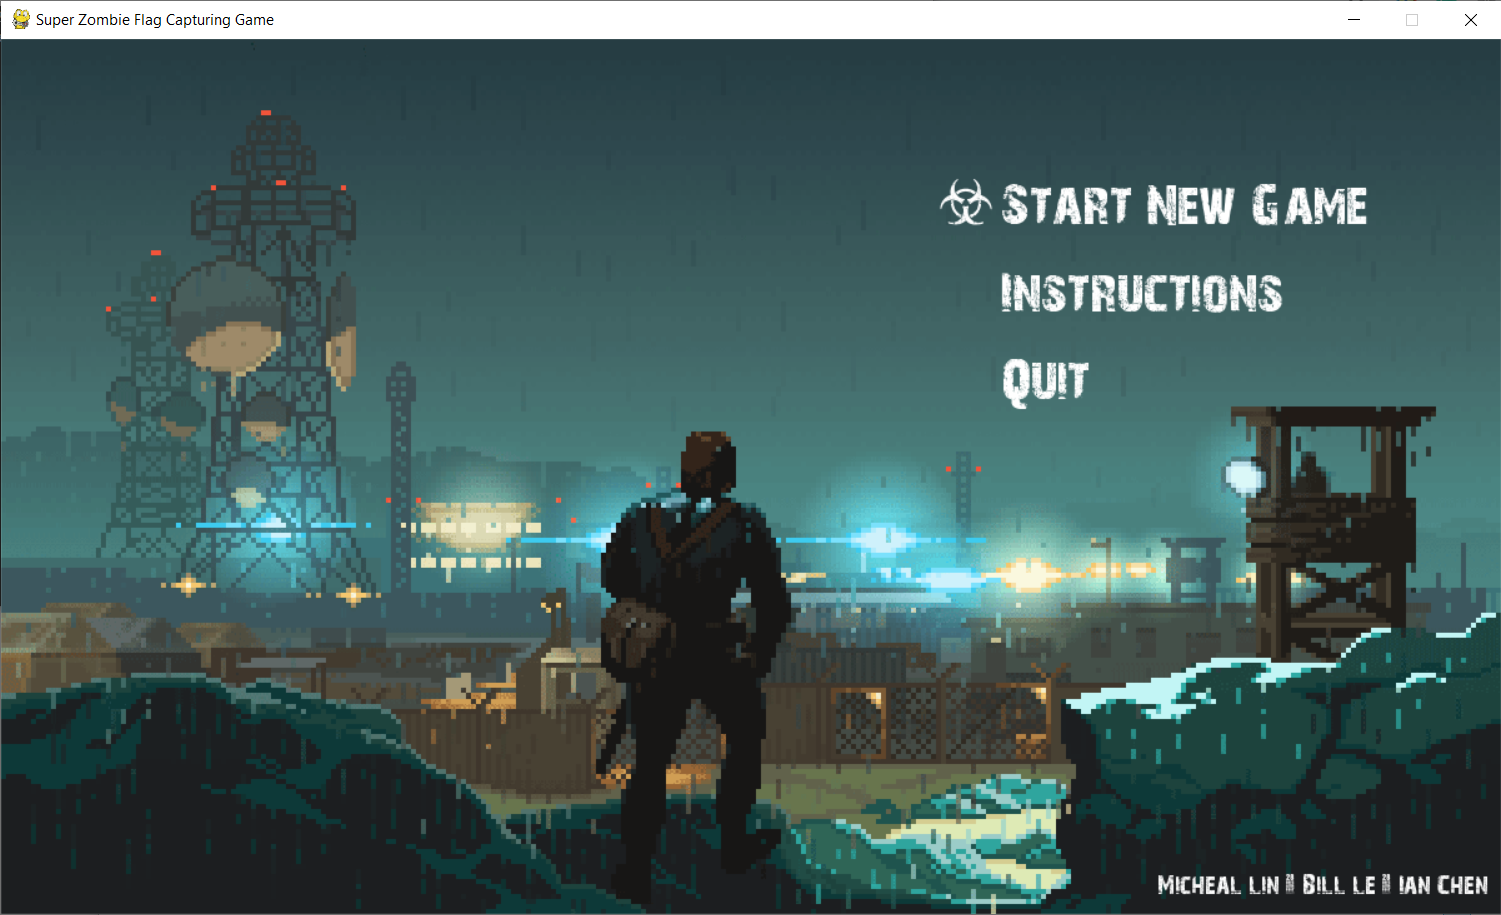 Super Zombie Flag Capturing Game
Start New Game
Instructions
Quit
Micheal Lin | Bill Le | Ian Chen